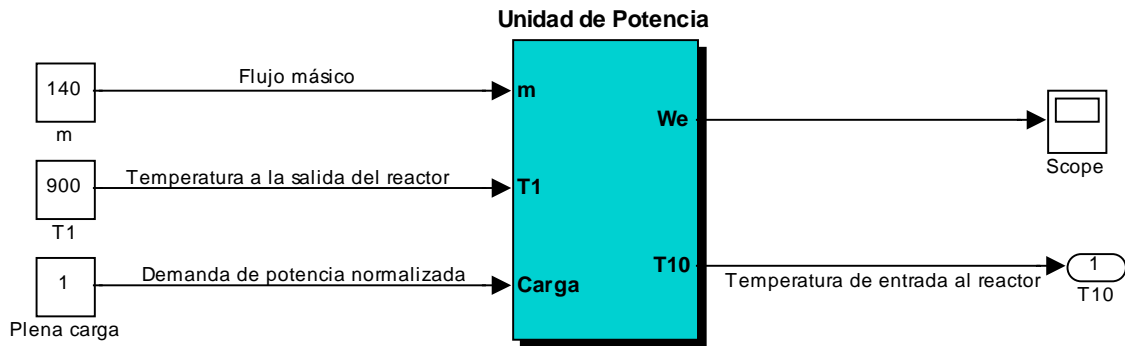 Unidad de Potencia
140
Flujo másico
m
m
We
Scope
900
Temperatura a la salida del reactor
T1
T1
1
Demanda de potencia normalizada
Carga
Plena carga
T10
Temperatura de entrada al reactor
1
T10